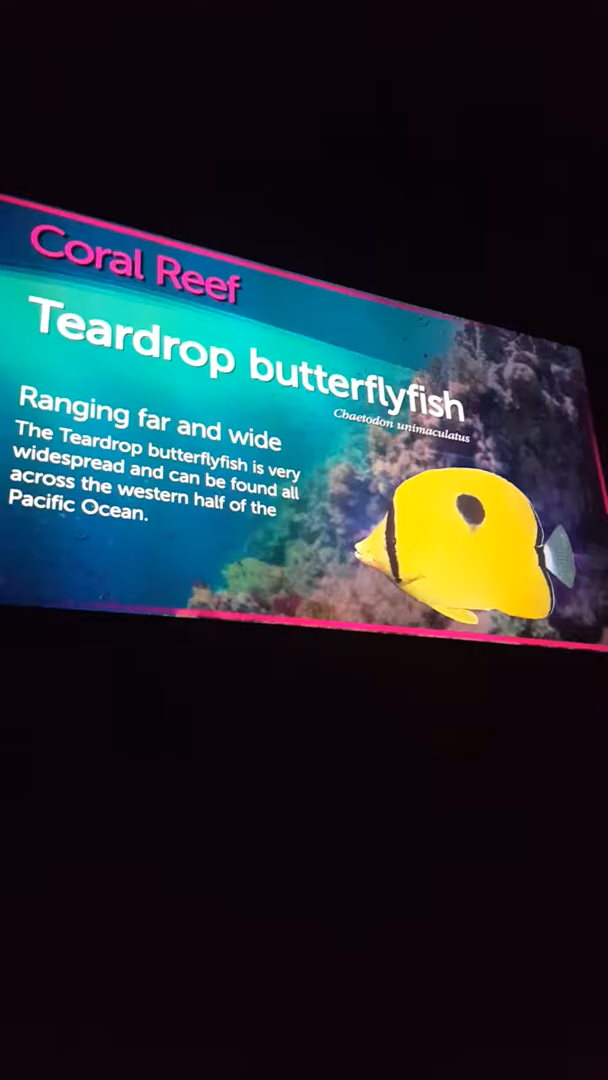 Coral Reef
Teardrop butterflyfish
Chaetodon unimaculatus
Ranging far and wide
The Teardrop butterflyfish is very
widespread and can be found all
across the western half of the
Pacific Ocean.